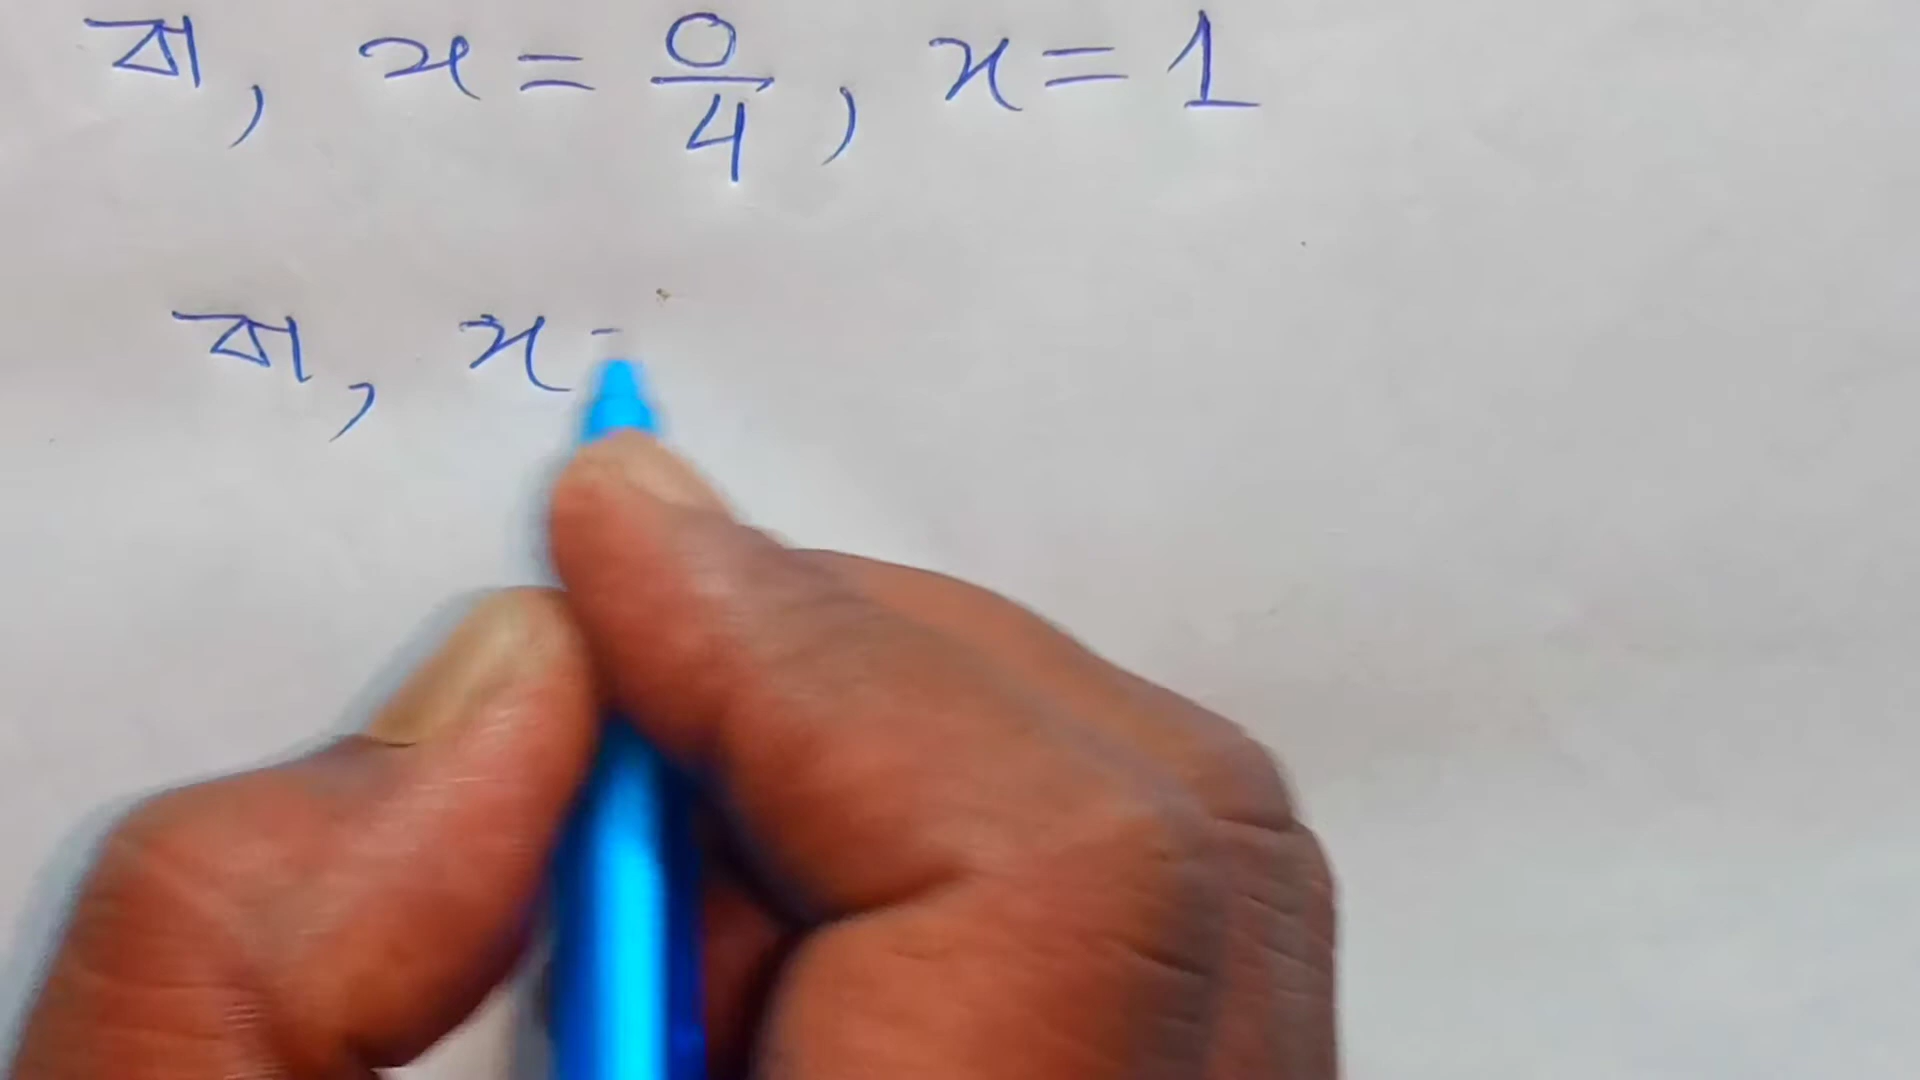 বা, x = 0/4, x = 1
বা, x -